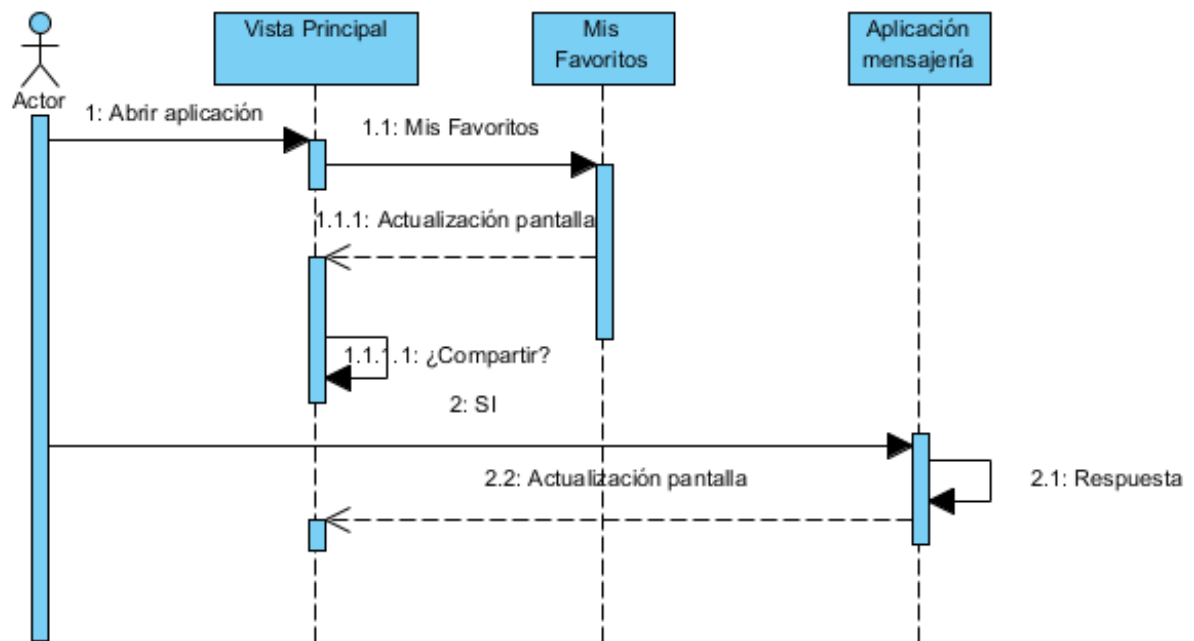 Vista Principal
Mis
Favoritos
Aplicación
mensajería
Actor
1: Abrir aplicación
1.1: Mis Favoritos
1.1.1: Actualización pantalla
1.1.1.1: ¿Compartir?
2: SI
2.2: Actualización pantalla
2.1: Respuesta